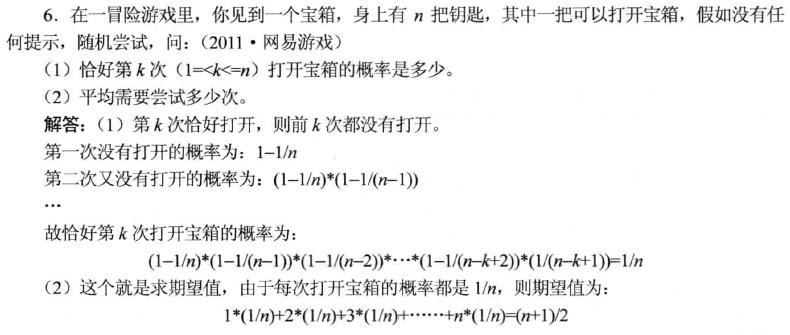 6．在一冒险游戏里，你见到一个宝箱，身上有 n 把钥匙，其中一把可以打开宝箱，假如没有任
何提示，随机尝试，问：（2011·网易游戏）
（1）恰好第 k 次（1=<k<=n）打开宝箱的概率是多少。
（2）平均需要尝试多少次。
解答：（1）第 k 次恰好打开，则前 k 次都没有打开。
第一次没有打开的概率为：1–1/n
第二次又没有打开的概率为：(1–1/n)*(1–1/(n–1))
…
故恰好第 k 次打开宝箱的概率为：
(1–1/n)*(1–1/(n–1))*(1–1/(n–2))*…*(1–1/(n–k+2))*(1/(n–k+1))=1/n
（2）这个就是求期望值，由于每次打开宝箱的概率都是 1/n，则期望值为：
1*(1/n)+2*(1/n)+3*(1/n)+……+n*(1/n)=(n+1)/2